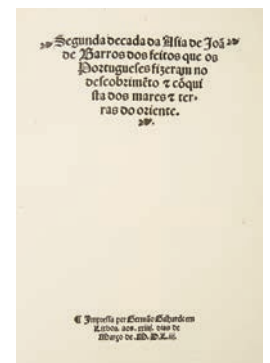 Segunda decada da Asia de Joã
de Barros dos feitos que os
Portugueses fizeram no
descobrimẽto ⁊ cõqui
sta dos mares ⁊ ter-
ras do oriente.
¶ Impressa per Germão Galharde em
Lixboa. aos. xxiiij. dias de
Março de .M.D.L.iij.